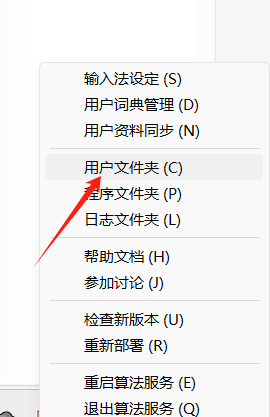 输入法设定 (S)
用户词典管理 (D)
用户资料同步 (N)
用户文件夹 (C)
程序文件夹 (P)
日志文件夹 (L)
帮助文档 (H)
参加讨论 (J)
检查新版本 (U)
重新部署 (R)
重启算法服务 (E)
退出算法服务 (Q)